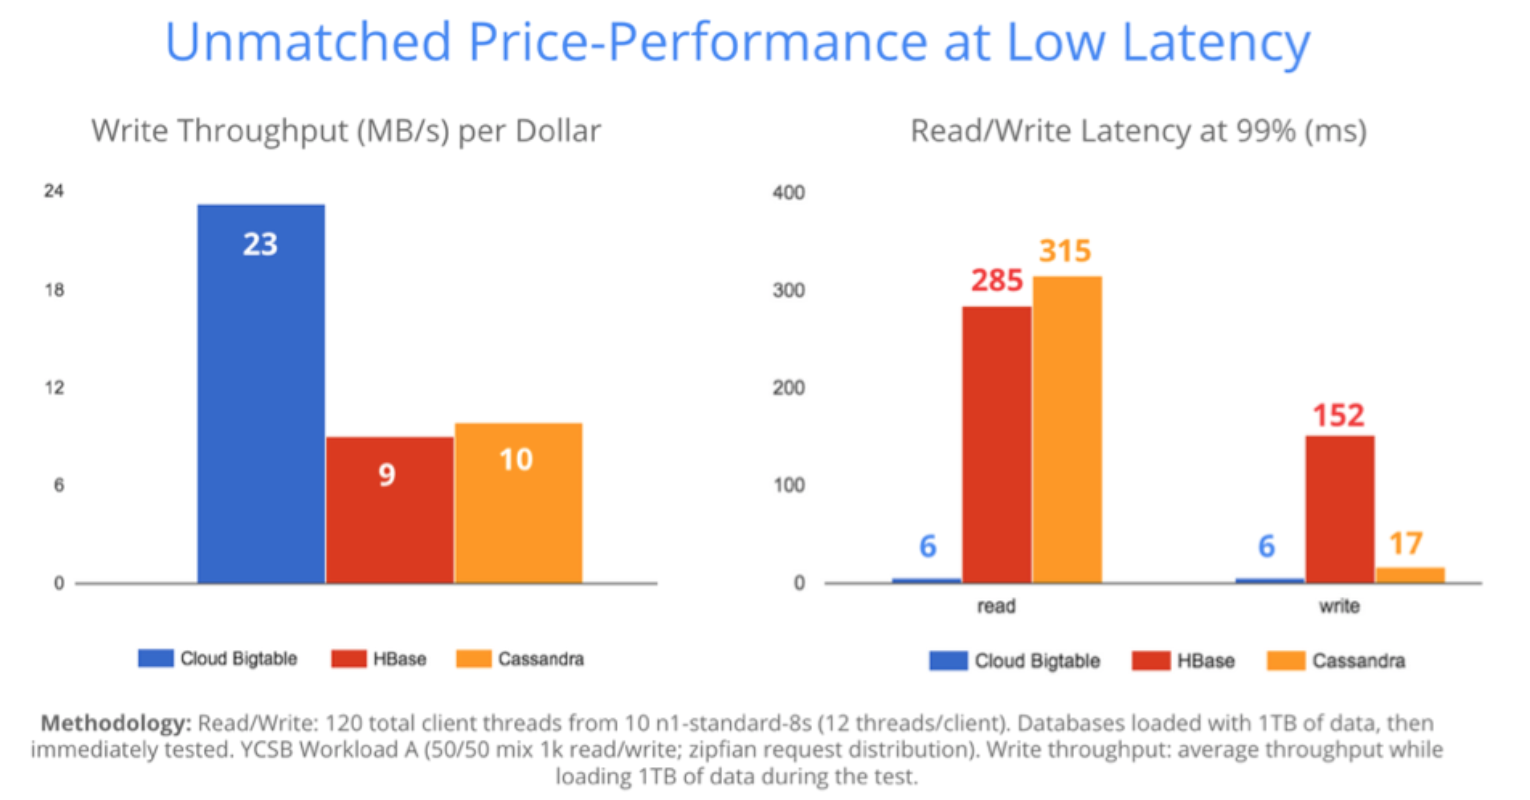 Unmatched Price-Performance at Low Latency
Write Throughput (MB/s) per Dollar
24
18
12
6
0
23
9
10
Cloud Bigtable
HBase
Cassandra
Read/Write Latency at 99% (ms)
400
300
200
100
0
6
285
315
6
152
17
read
write
Cloud Bigtable
HBase
Cassandra
Methodology: Read/Write: 120 total client threads from 10 n1-standard-8s (12 threads/client). Databases loaded with 1TB of data, then
immediately tested. YCSB Workload A (50/50 mix 1k read/write; zipfian request distribution). Write throughput: average throughput while
loading 1TB of data during the test.